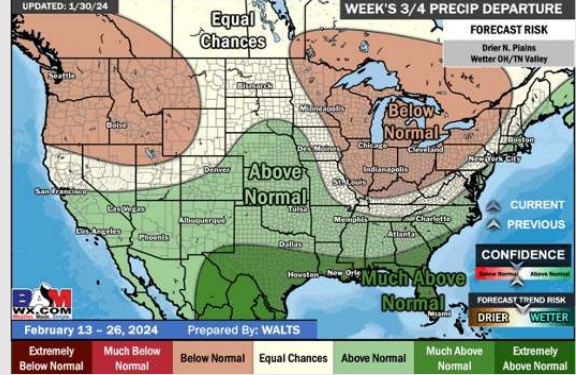 UPDATED: 1/30/24
WEEK'S 3/4 PRECIP DEPARTURE
FORECAST RISK
Drier N. Plains
Wetter OH/TN Valley
Equal
Chances
Seattle
Bismarck
Minneapolis
Boise
Below
Normal
Boston
Des Moines
Chicago
Cleveland
New York City
Indianapolis
Denver
Above
Normal
St. Louis
San Francisco
Las Vegas
Tulsa
Albuquerque
Memphis
Charlotte
Los Angeles
Phoenix
Atlanta
Dallas
Houston
New Orle
Much Above
Normal
Miami
CURRENT
PREVIOUS
CONFIDENCE
Below Normal
Above Normal
FORECAST TREND RISK
DRIER
WETTER
BAM
WX.COM
February 13 - 26, 2024
Prepared By: WALTS
Extremely
Below Normal
Much Below
Normal
Below Normal
Equal Chances
Above Normal
Much Above
Normal
Extremely
Above Normal